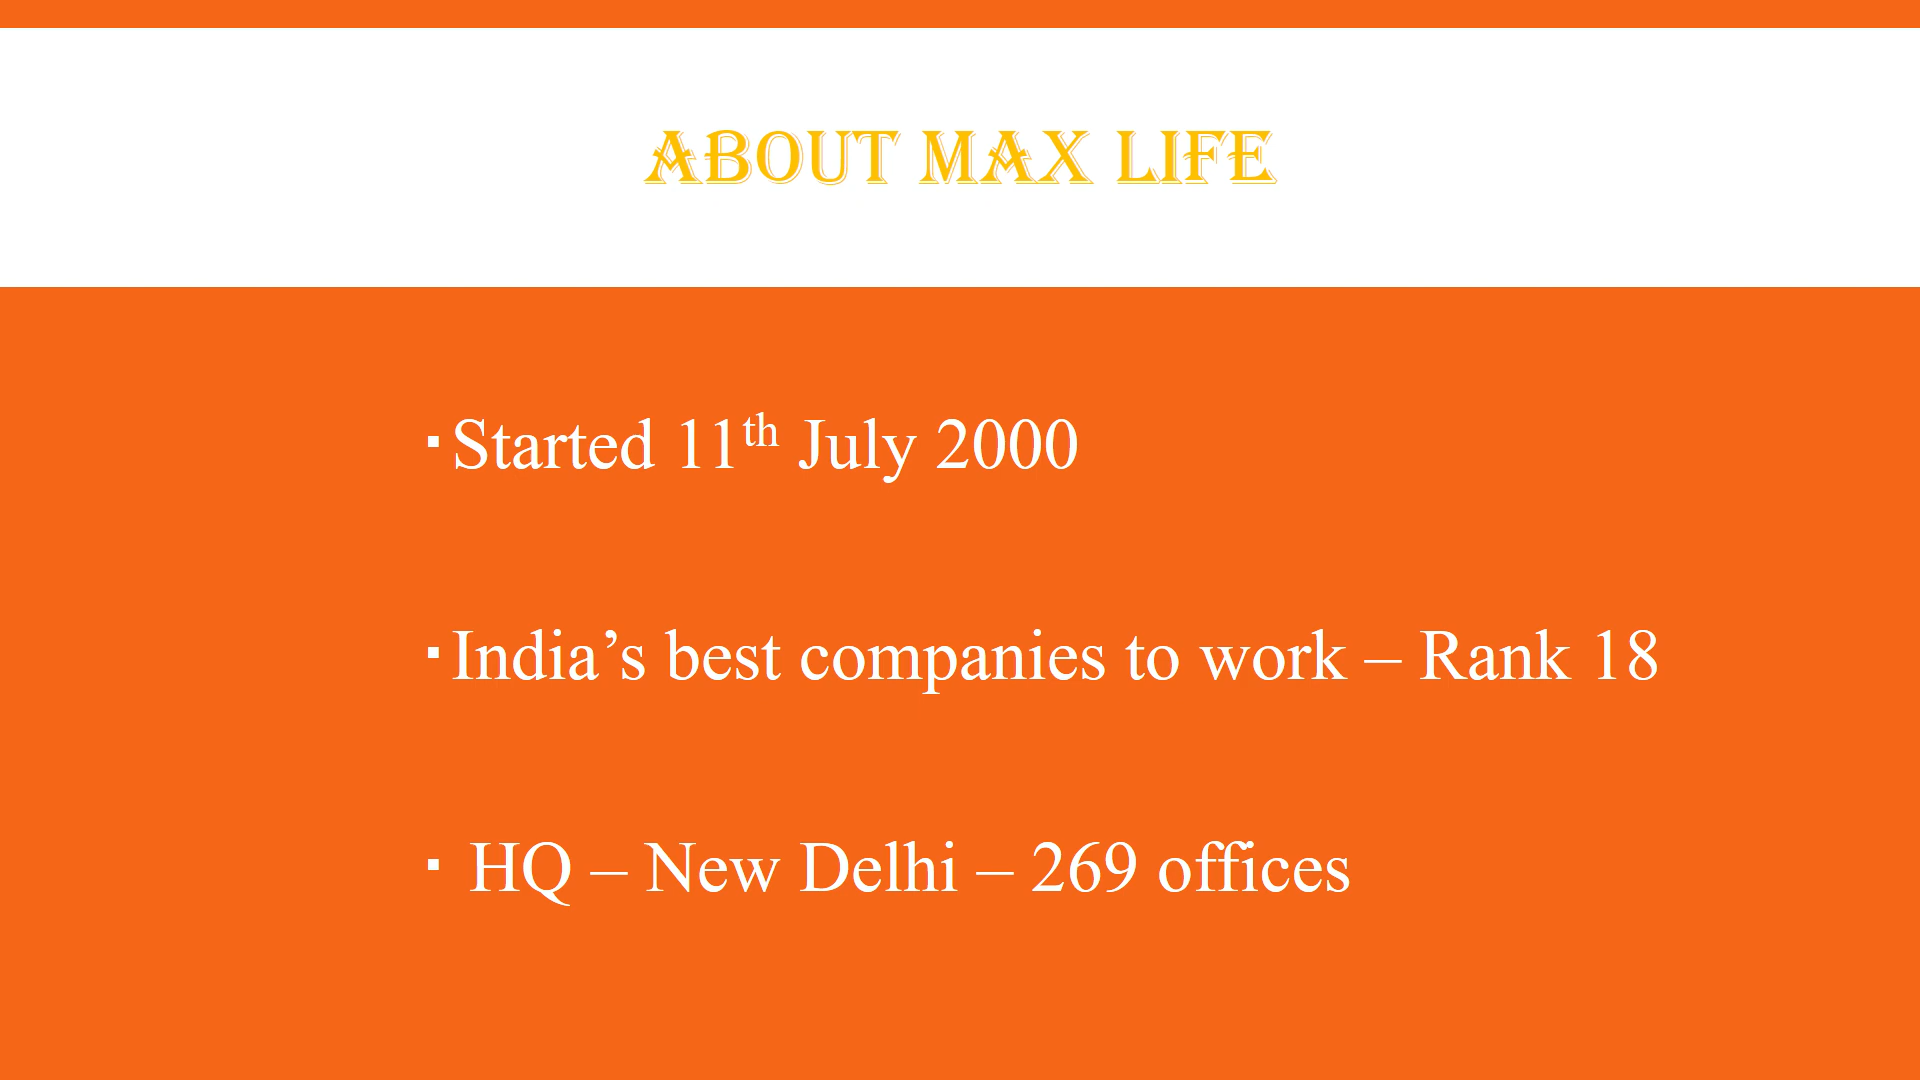 ABOUT MAX LIFE
▪ Started 11th July 2000
▪ India’s best companies to work – Rank 18
▪ HQ – New Delhi – 269 offices